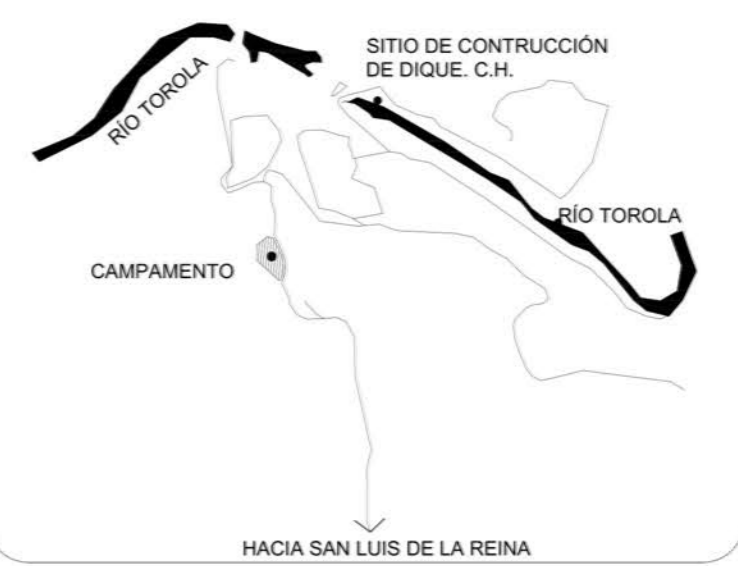 SITIO DE CONTRUCCIÓN
DE DIQUE. C.H.
RÍO TOROLA
RÍO TOROLA
CAMPAMENTO
HACIA SAN LUIS DE LA REINA